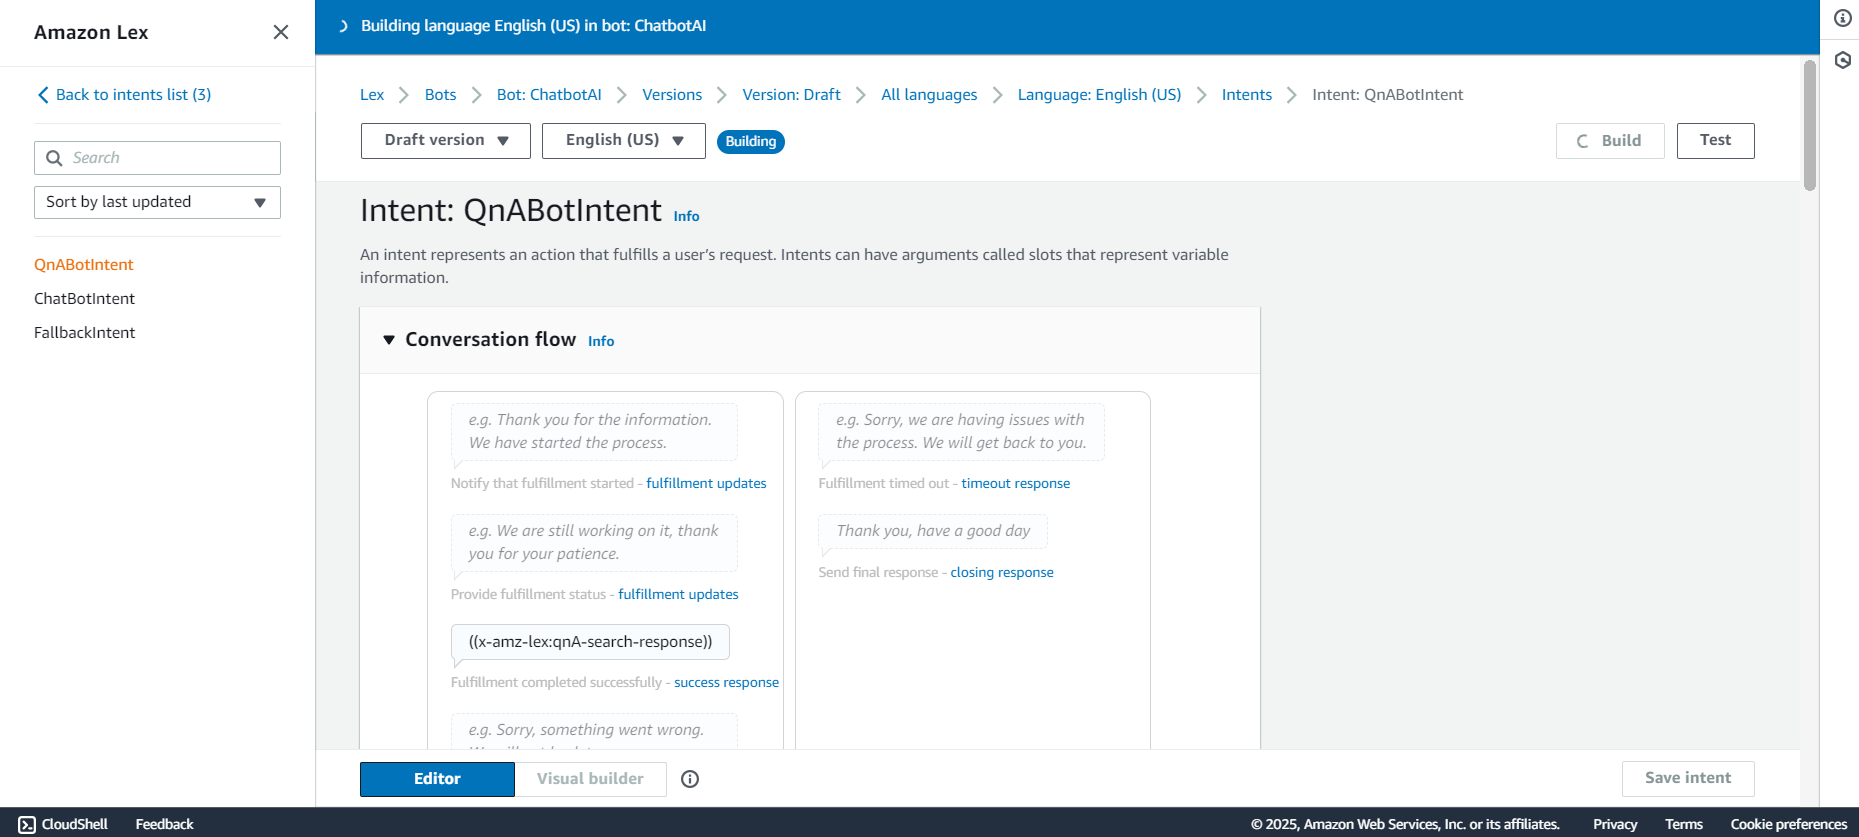 Amazon Lex
Back to intents list (3)
Search
Sort by last updated
QnABotIntent
ChatBotIntent
FallbackIntent
Building language English (US) in bot: ChatbotAI
Lex Bots Bot: ChatbotAI Versions Version: Draft All languages Language: English (US) Intents Intent: QnABotIntent
Draft version English (US) Building Build Test
Intent: QnABotIntent Info
An intent represents an action that fulfills a user's request. Intents can have arguments called slots that represent variable
information.
Conversation flow Info
e.g. Thank you for the information.
We have started the process.
Notify that fulfillment started - fulfillment updates
e.g. We are still working on it, thank
you for your patience.
Provide fulfillment status - fulfillment updates
((x-amz-lex:qnA-search-response))
Fulfillment completed successfully - success response
e.g. Sorry, something went wrong.
e.g. Sorry, we are having issues with
the process. We will get back to you.
Fulfillment timed out - timeout response
Thank you, have a good day
Send final response - closing response
Editor Visual builder Save intent
CloudShell Feedback © 2025, Amazon Web Services, Inc. or its affiliates. Privacy Terms Cookie preferences